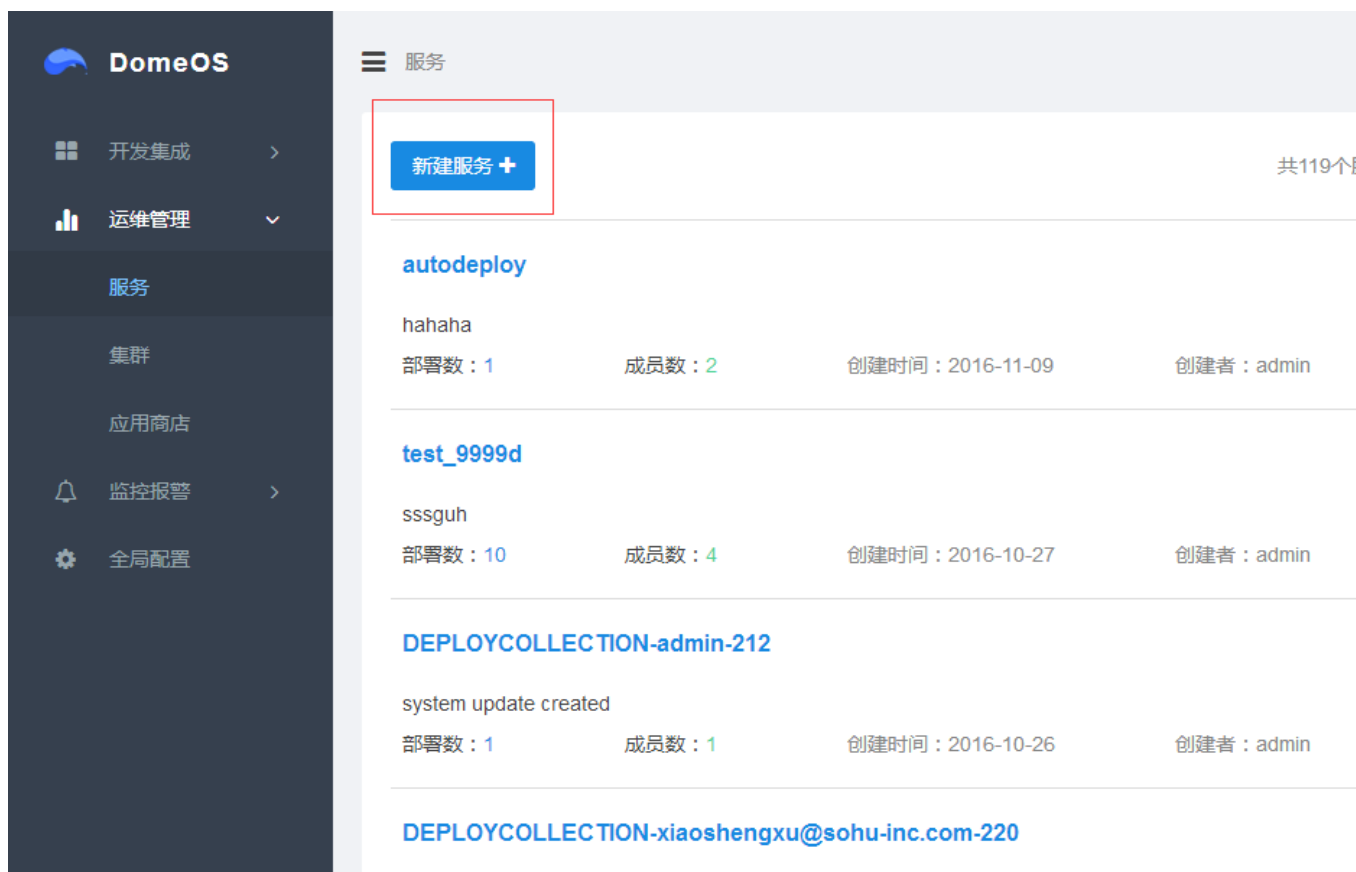 DomeOS
开发集成
运维管理
服务
集群
应用商店
监控报警
全局配置
服务
新建服务
共119个
autodeploy
hahaha
部署数：1 成员数：2 创建时间：2016-11-09 创建者：admin
test_9999d
sssguh
部署数：10 成员数：4 创建时间：2016-10-27 创建者：admin
DEPLOYCOLLECTION-admin-212
system update created
部署数：1 成员数：1 创建时间：2016-10-26 创建者：admin
DEPLOYCOLLECTION-xiaoshengxu@sohu-inc.com-220